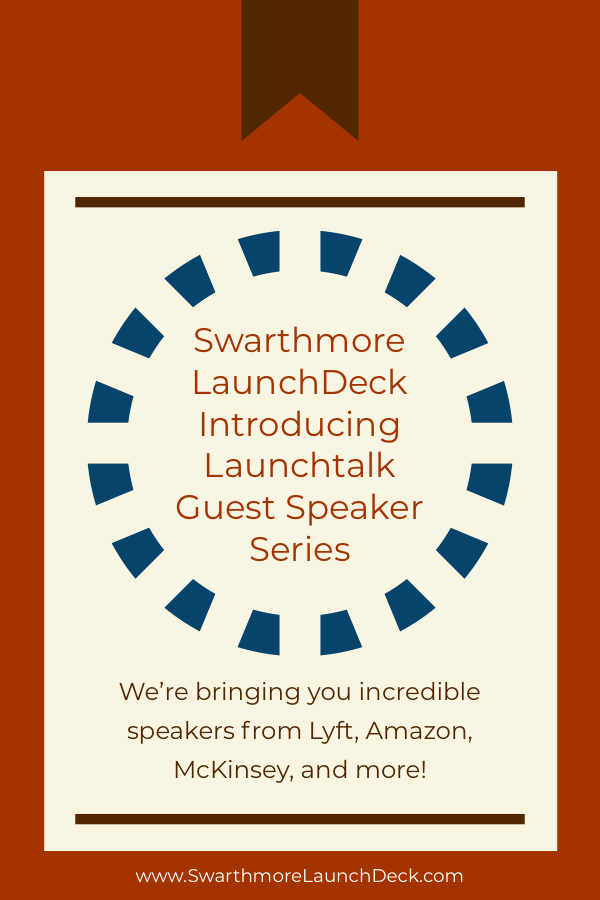 Swarthmore
LaunchDeck
Introducing
Launchtalk
Guest Speaker
Series
We’re bringing you incredible
speakers from Lyft, Amazon,
McKinsey, and more!
www.SwarthmoreLaunchDeck.com